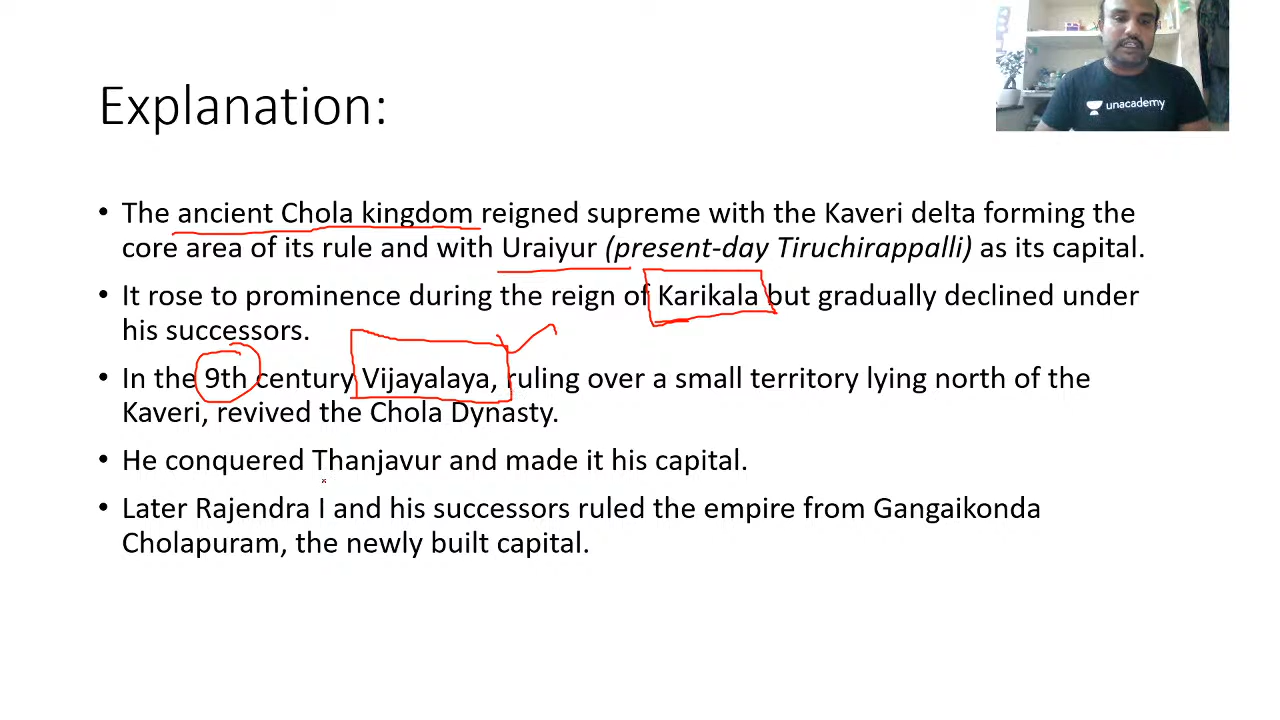 unacademy
Explanation:
• The ancient Chola kingdom reigned supreme with the Kaveri delta forming the
core area of its rule and with Uraiyur (present-day Tiruchirappalli) as its capital.
• It rose to prominence during the reign of Karikala but gradually declined under
his successors.
• In the 9th century Vijayalaya, ruling over a small territory lying north of the
Kaveri, revived the Chola Dynasty.
• He conquered Thanjavur and made it his capital.
• Later Rajendra I and his successors ruled the empire from Gangaikonda
Cholapuram, the newly built capital.